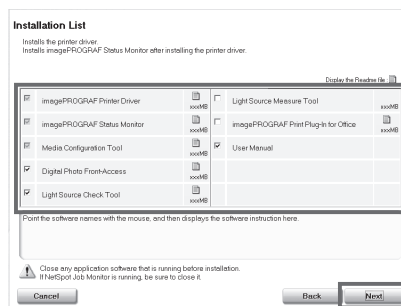 Installation List
Installs the printer driver.
Installs imagePROGRAF Status Monitor after installing the printer driver.
Display the Readme file:
imagePROGRAF Printer Driver
xxxMB
Light Source Measure Tool
xxxMB
imagePROGRAF Status Monitor
xxxMB
imagePROGRAF Print Plug-In for Office
xxxMB
Media Configuration Tool
xxxMB
User Manual
Digital Photo Front-Access
xxxMB
Light Source Check Tool
xxxMB
Point the software names with the mouse, and then displays the software instruction here.
Close any application software that is running before installation.
If NetSpot Job Monitor is running, be sure to close it.
Cancel
Back
Next